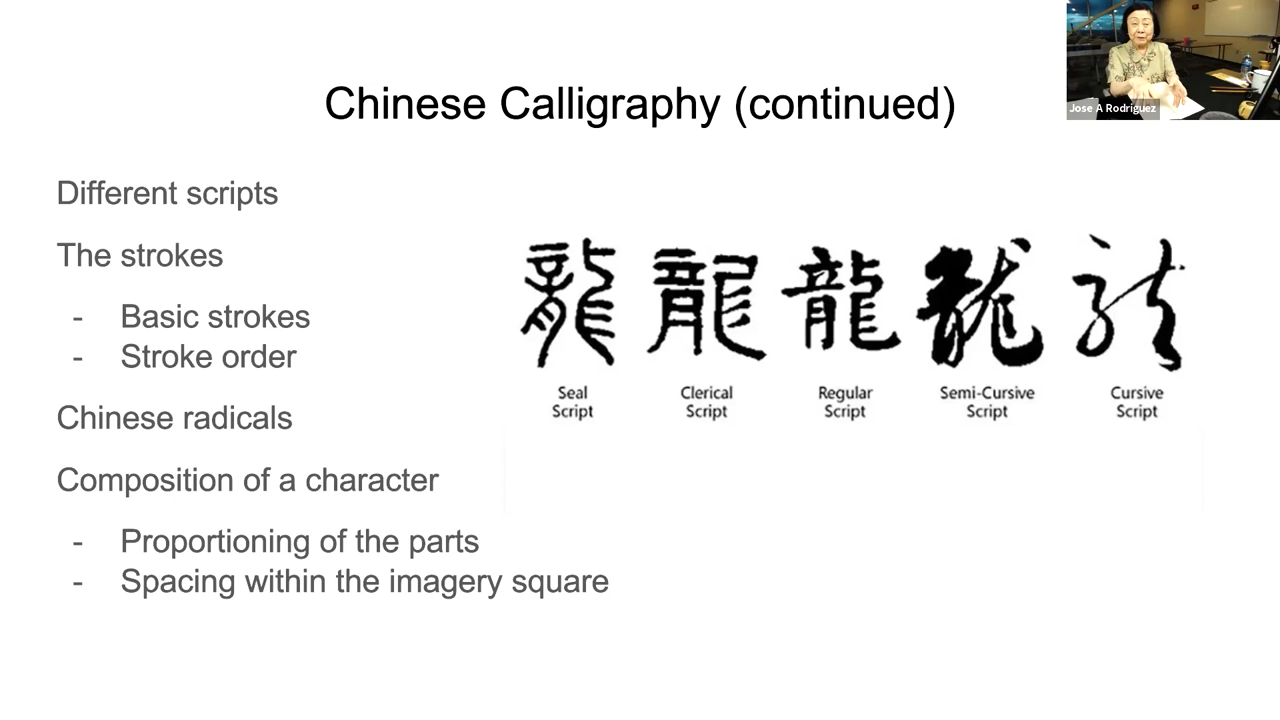 Chinese Calligraphy (continued)
Jose A Rodriguez
Different scripts
The strokes
- Basic strokes
- Stroke order
Chinese radicals
Composition of a character
- Proportioning of the parts
- Spacing within the imagery square
龍 龍 龍 龍 龍
Seal Script
Clerical Script
Regular Script
Semi-Cursive Script
Cursive Script